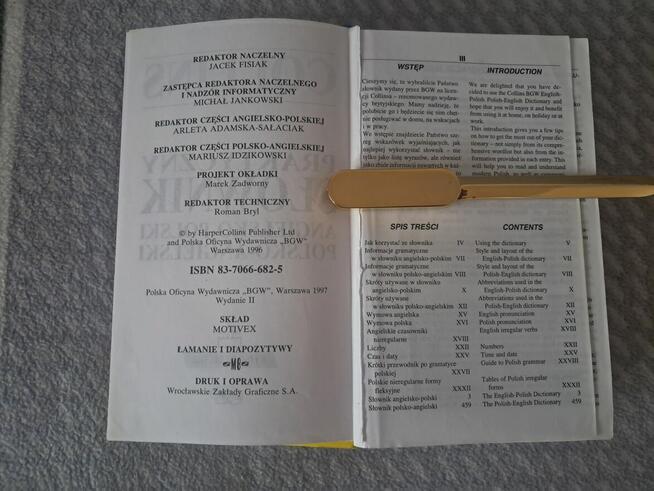 REDAKTOR NACZELNY
JACEK FISIAK
ZASTĘPCA REDAKTORA NACZELNEGO
I NADZÓR INFORMATYCZNY
MICHAŁ JANKOWSKI
REDAKTOR CZĘŚCI ANGIELSKO-POLSKIEJ
ARLETA ADAMSKA-SAŁACIAK
REDAKTOR CZĘŚCI POLSKO-ANGIELSKIEJ
MARIUSZ IDZIKOWSKI
PROJEKT OKŁADKI
Marek Zadworny
REDAKTOR TECHNICZNY
Roman Bryl
© by HarperCollins Publisher Ltd
and Polska Oficyna Wydawnicza „BGW"
Warszawa 1996
ISBN 83-7066-682-5
Polska Oficyna Wydawnicza „BGW", Warszawa 1997
Wydanie II
SKŁAD
MOTIVEX
ŁAMANIE I DIAPOZYTYWY
DRUK I OPRAWA
Wrocławskie Zakłady Graficzne S.A.
III
WSTĘP
Cieszymy się, że wybraliście Państwo
słownik wydany przez BGW na licen-
cji Collinsa – renomowanego wydaw-
cy brytyjskiego. Mamy nadzieję, że
polubicie go i będziecie się nim chęt-
nie posługiwać w domu, na wakacjach
i w pracy.
We wstępie znajdziecie Państwo sze-
reg wskazówek wyjaśniających, jak
najlepiej wykorzystać słownik – nie
tylko jako listę wyrazów, ale również
jako zbiór informacji zawartych w każ-
INTRODUCTION
We are delighted that you have de-
cided to use the Collins BGW English-
Polish Polish-English Dictionary and
hope that you will enjoy it and benefit
from using it at home, on holiday or at
work.
This introduction gives you a few tips
on how to get the most out of your dic-
tionary – not simply from its compre-
hensive wordlist but also from the in-
formation provided in each entry. This
will help you to read and understand
modern Polish, as well as
SPIS TREŚCI
Jak korzystać ze słownika IV
Informacje gramatyczne
w słowniku angielsko-polskim VII
Informacje gramatyczne
w słowniku polsko-angielskim VIII
Skróty używane w słowniku
angielsko-polskim X
Skróty używane
w słowniku polsko-angielskim XII
Wymowa angielska XV
Wymowa polska XVI
Angielskie czasowniki
nieregularne XVIII
Liczby XXII
Czas i daty XXV
Krótki przewodnik po gramatyce
polskiej XXVII
Polskie nieregularne formy
fleksyjne XXXII
Słownik angielsko-polski 3
Słownik polsko-angielski 459
CONTENTS
Using the dictionary V
Style and layout of the
English-Polish dictionary VII
Style and layout of the
Polish-English dictionary VIII
Abbreviations used in the
English-Polish dictionary X
Abbreviations used in the
Polish-English dictionary XII
English pronunciation XV
Polish pronunciation XVI
English irregular verbs XVIII
Numbers XXII
Time and date XXV
Guide to Polish grammar XXVIII
Tables of Polish irregular
forms XXXII
The English-Polish Dictionary 3
The Polish-English Dictionary 459